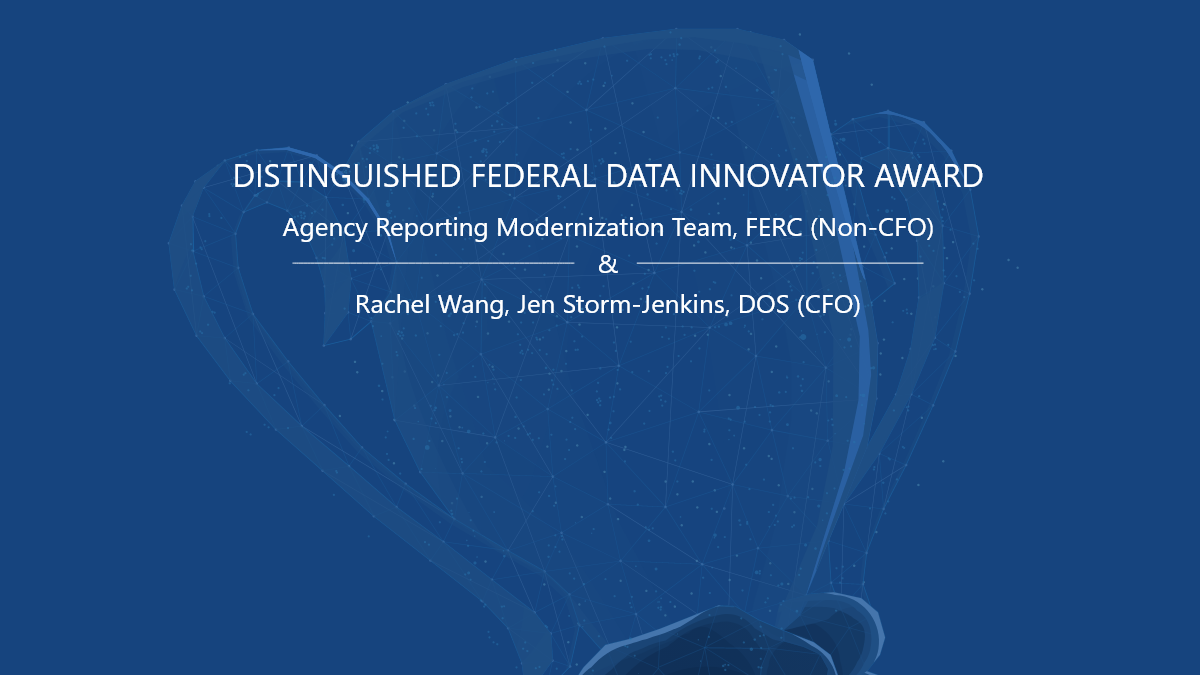 DISTINGUISHED FEDERAL DATA INNOVATOR AWARD
Agency Reporting Modernization Team, FERC (Non-CFO)
&
Rachel Wang, Jen Storm-Jenkins, DOS (CFO)